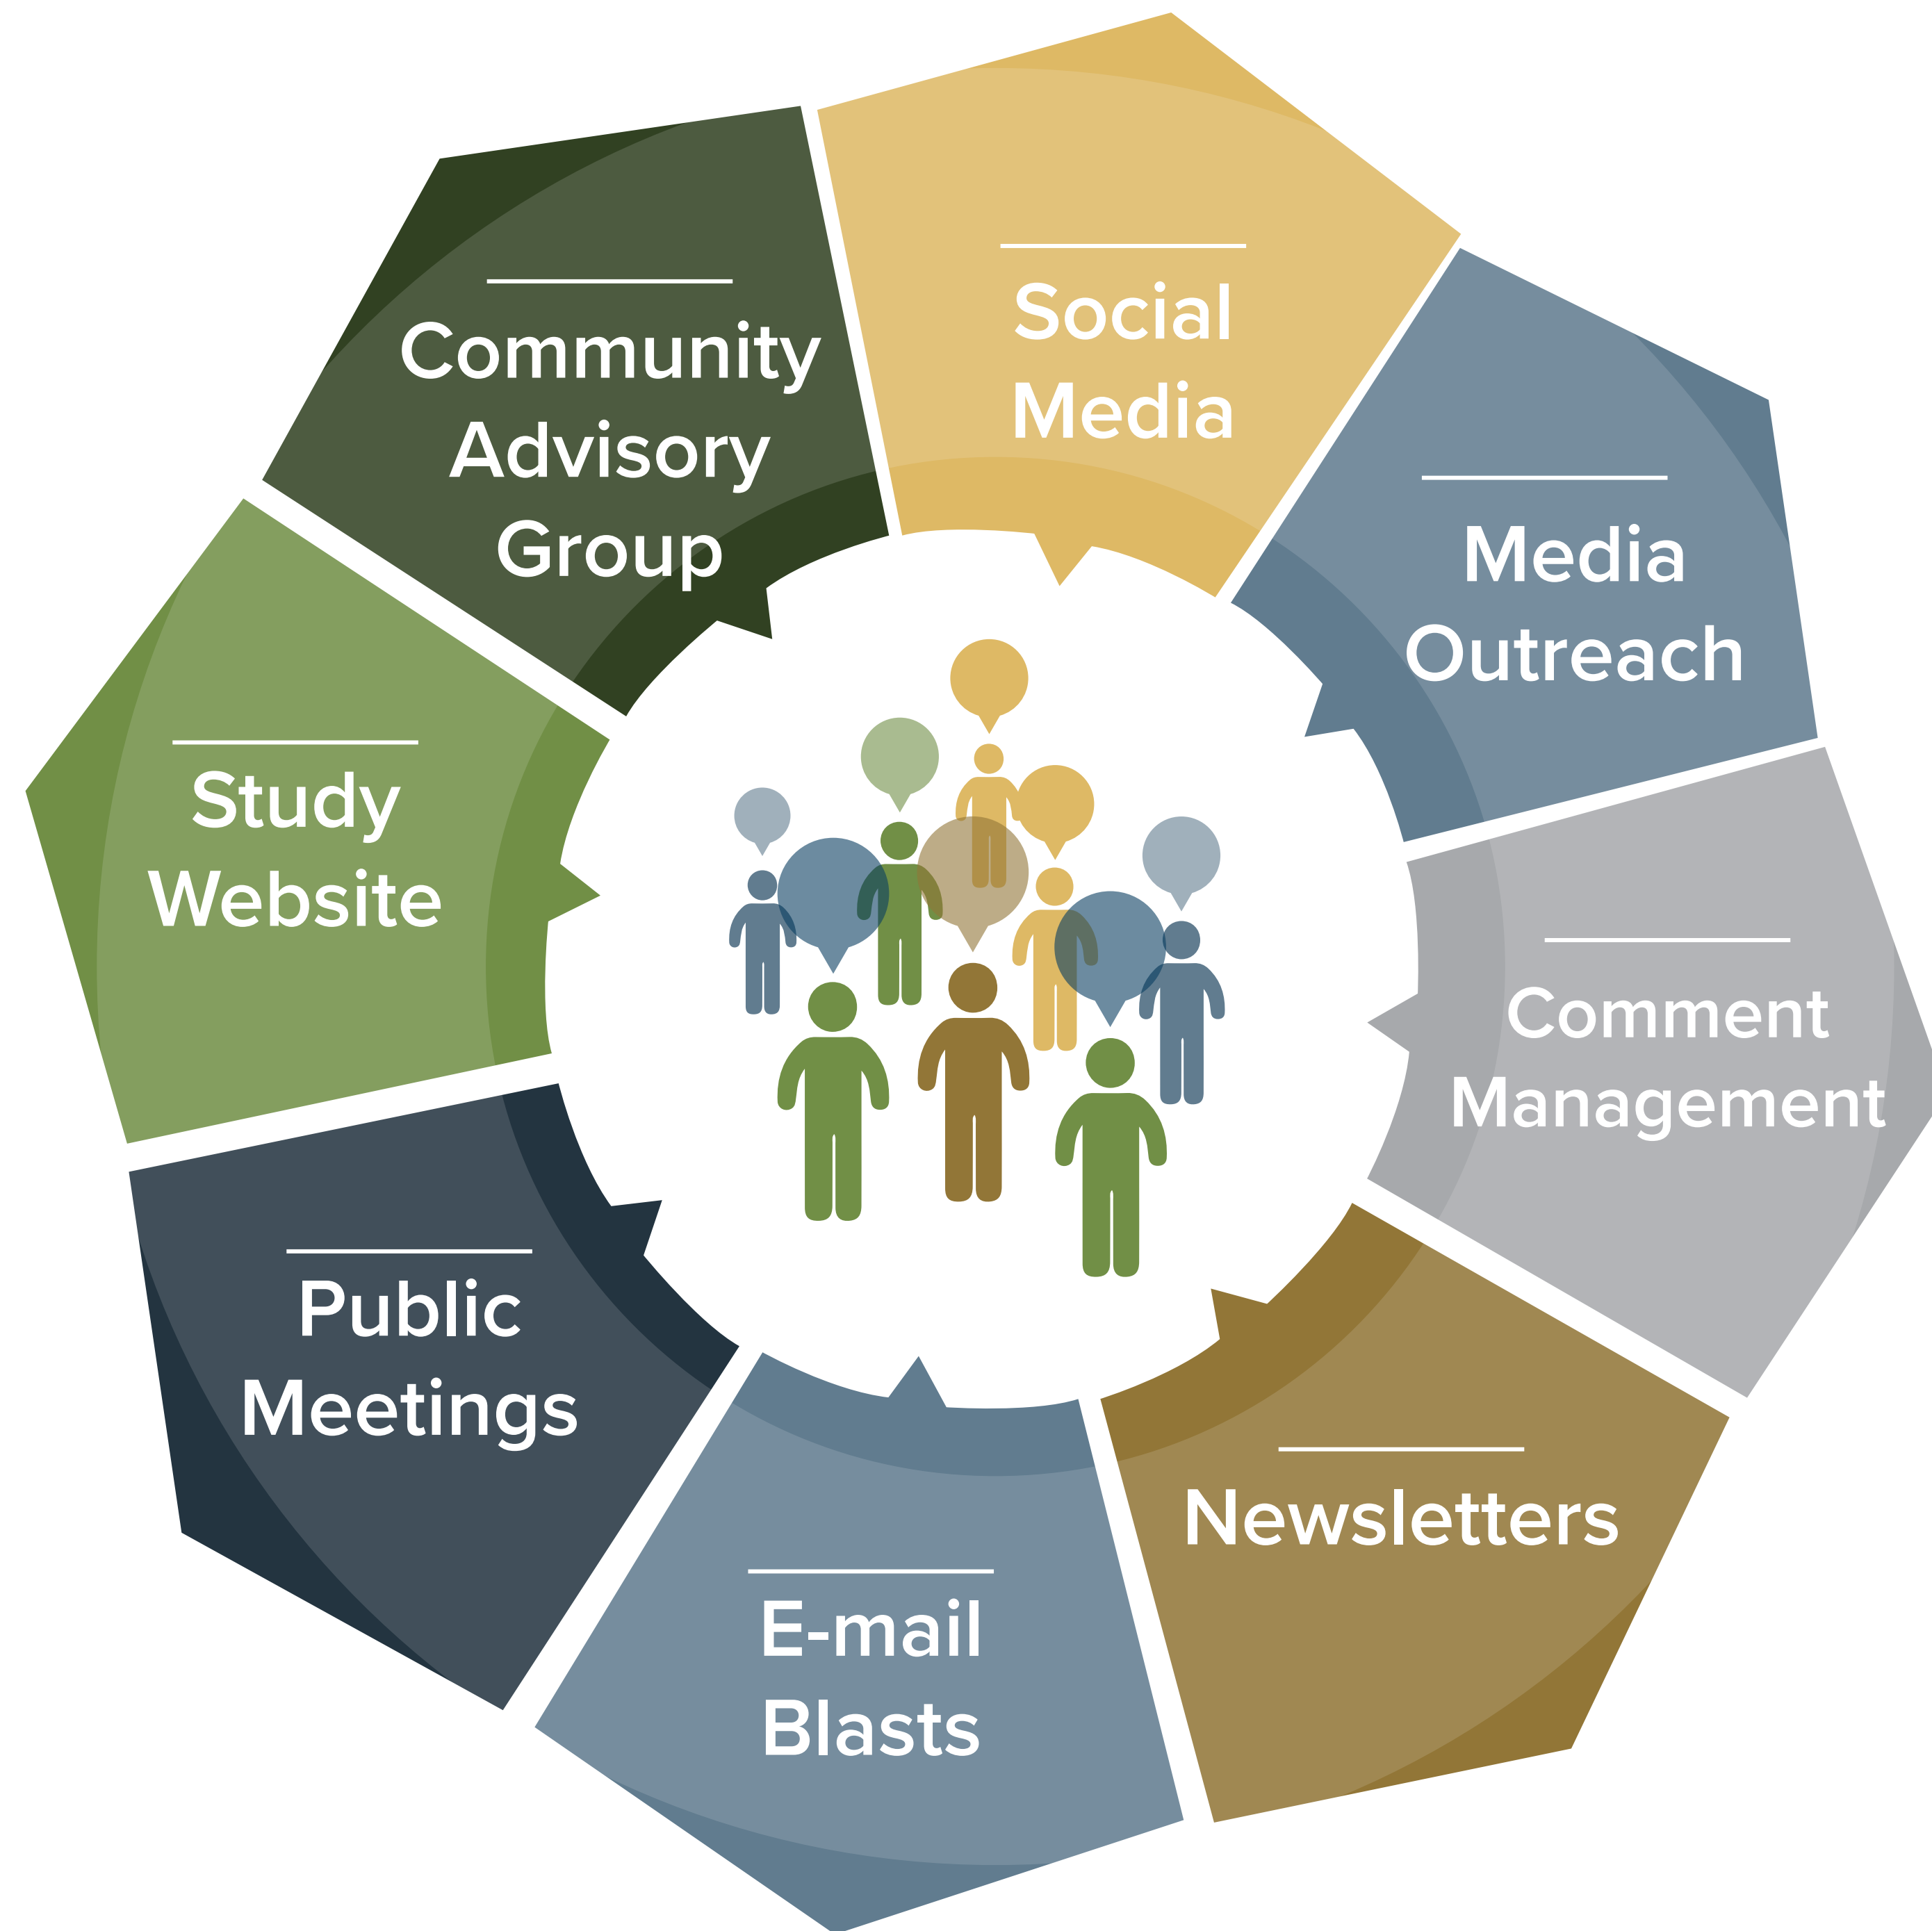 Social
Media
Media
Outreach
Comment
Management
Newsletters
E-mail
Blasts
Public
Meetings
Study
Website
Community
Advisory
Group